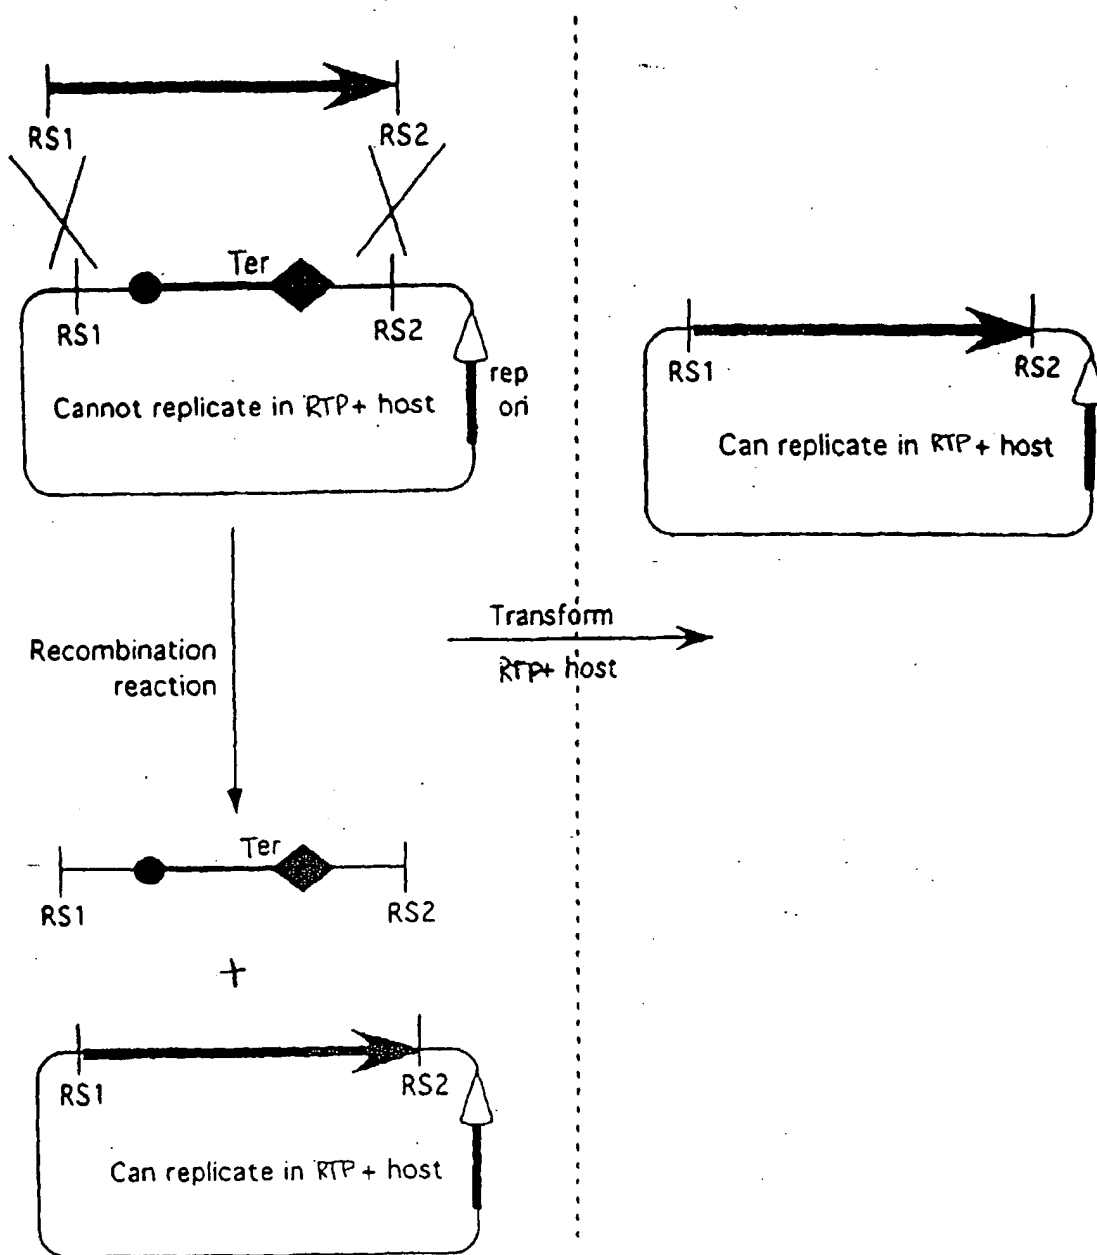 RS1
RS2
Ter
RS1
RS2
rep
ori
Cannot replicate in RTP+ host
RS1
RS2
Can replicate in RTP + host
Recombination
reaction
Transform
RTP+ host
Ter
RS1
RS2
+
RS1
RS2
Can replicate in RTP + host